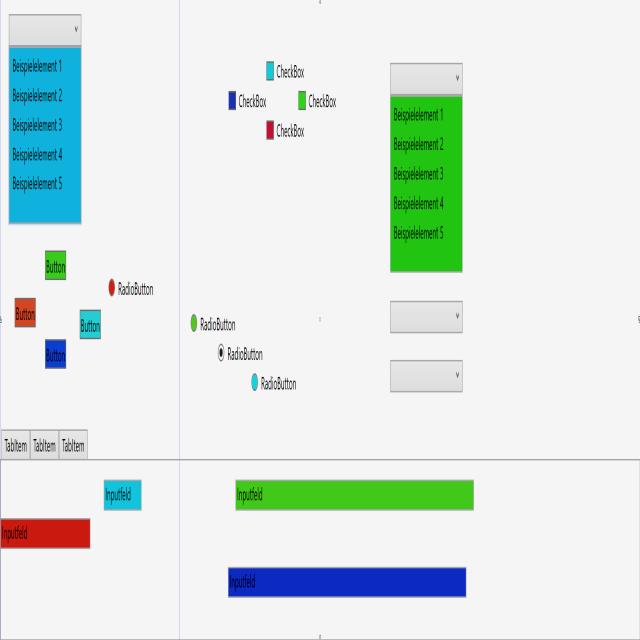 Beispielelement 1
Beispielelement 2
Beispielelement 3
Beispielelement 4
Beispielelement 5
CheckBox
CheckBox
CheckBox
CheckBox
Beispielelement 1
Beispielelement 2
Beispielelement 3
Beispielelement 4
Beispielelement 5
Button
Button
Button
Button
RadioButton
RadioButton
RadioButton
RadioButton
TabItem TabItem TabItem
Inputfeld
Inputfeld
Inputfeld
Inputfeld